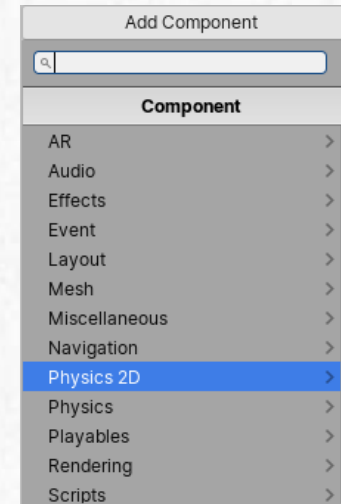 Add Component
Component
AR
Audio
Effects
Event
Layout
Mesh
Miscellaneous
Navigation
Physics 2D
Physics
Playables
Rendering
Scripts